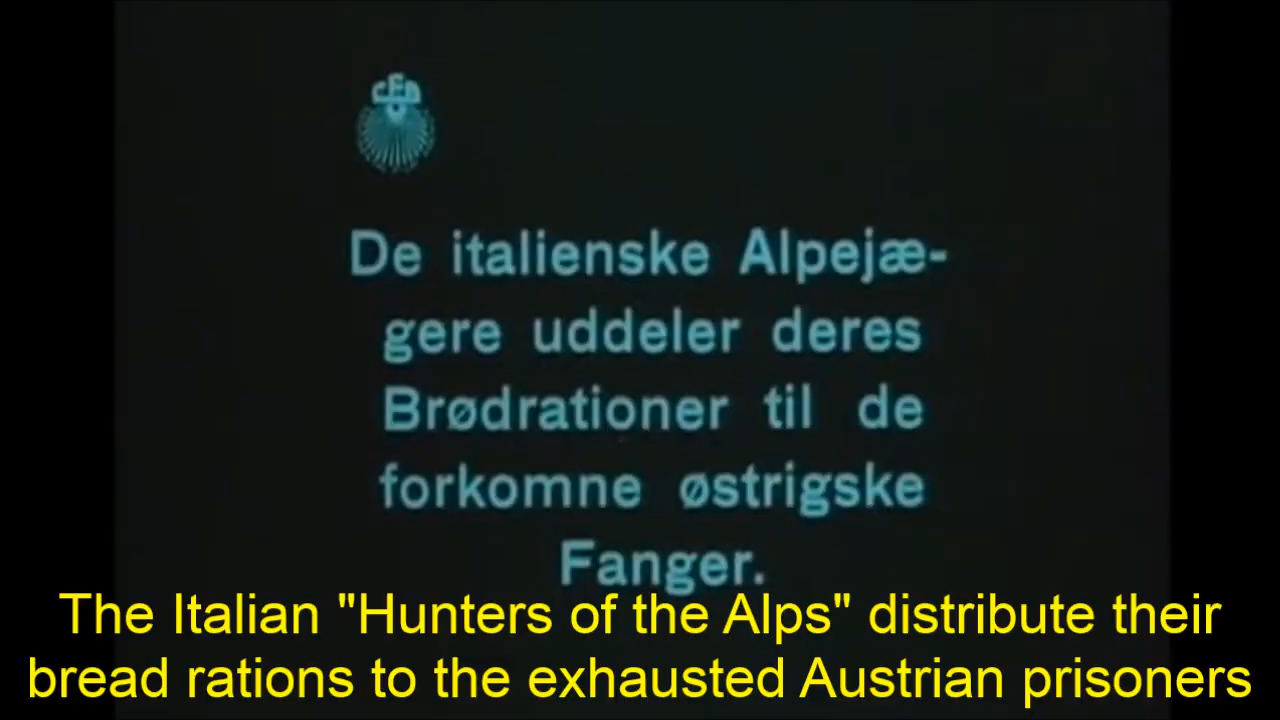 CFB
De italienske Alpejæ-
gere uddeler deres
Brødrationer til de
forkomne østrigske
Fanger.
The Italian "Hunters of the Alps" distribute their
bread rations to the exhausted Austrian prisoners